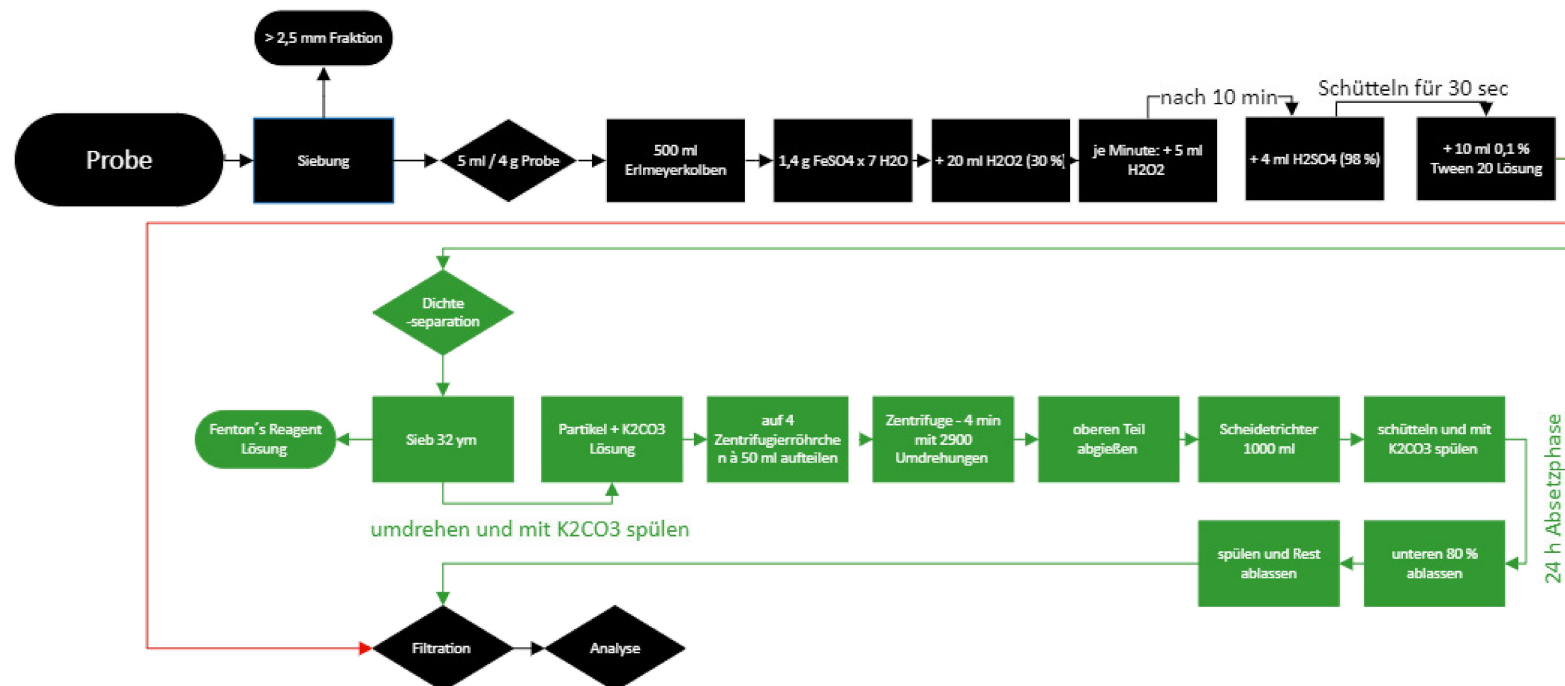 > 2,5 mm Fraktion
Probe
Siebung
5 ml / 4 g Probe
500 ml
Erlmeyerkolben
1,4 g FeSO4 x 7 H2O
+ 20 ml H2O2 (30 %)
je Minute: + 5 ml
H2O2
nach 10 min
+ 4 ml H2SO4 (98 %)
Schütteln für 30 sec
+ 10 ml 0,1 %
Tween 20 Lösung
Dichte
-separation
Fenton´s Reagent
Lösung
Sieb 32 ym
umdrehen und mit K2CO3 spülen
Partikel + K2CO3
Lösung
auf 4
Zentrifugierröhrche
n à 50 ml aufteilen
Zentrifuge - 4 min
mit 2900
Umdrehungen
oberen Teil
abgießen
Scheidetrichter
1000 ml
schütteln und mit
K2CO3 spülen
24 h Absetzphase
unteren 80 %
ablassen
spülen und Rest
ablassen
Filtration
Analyse